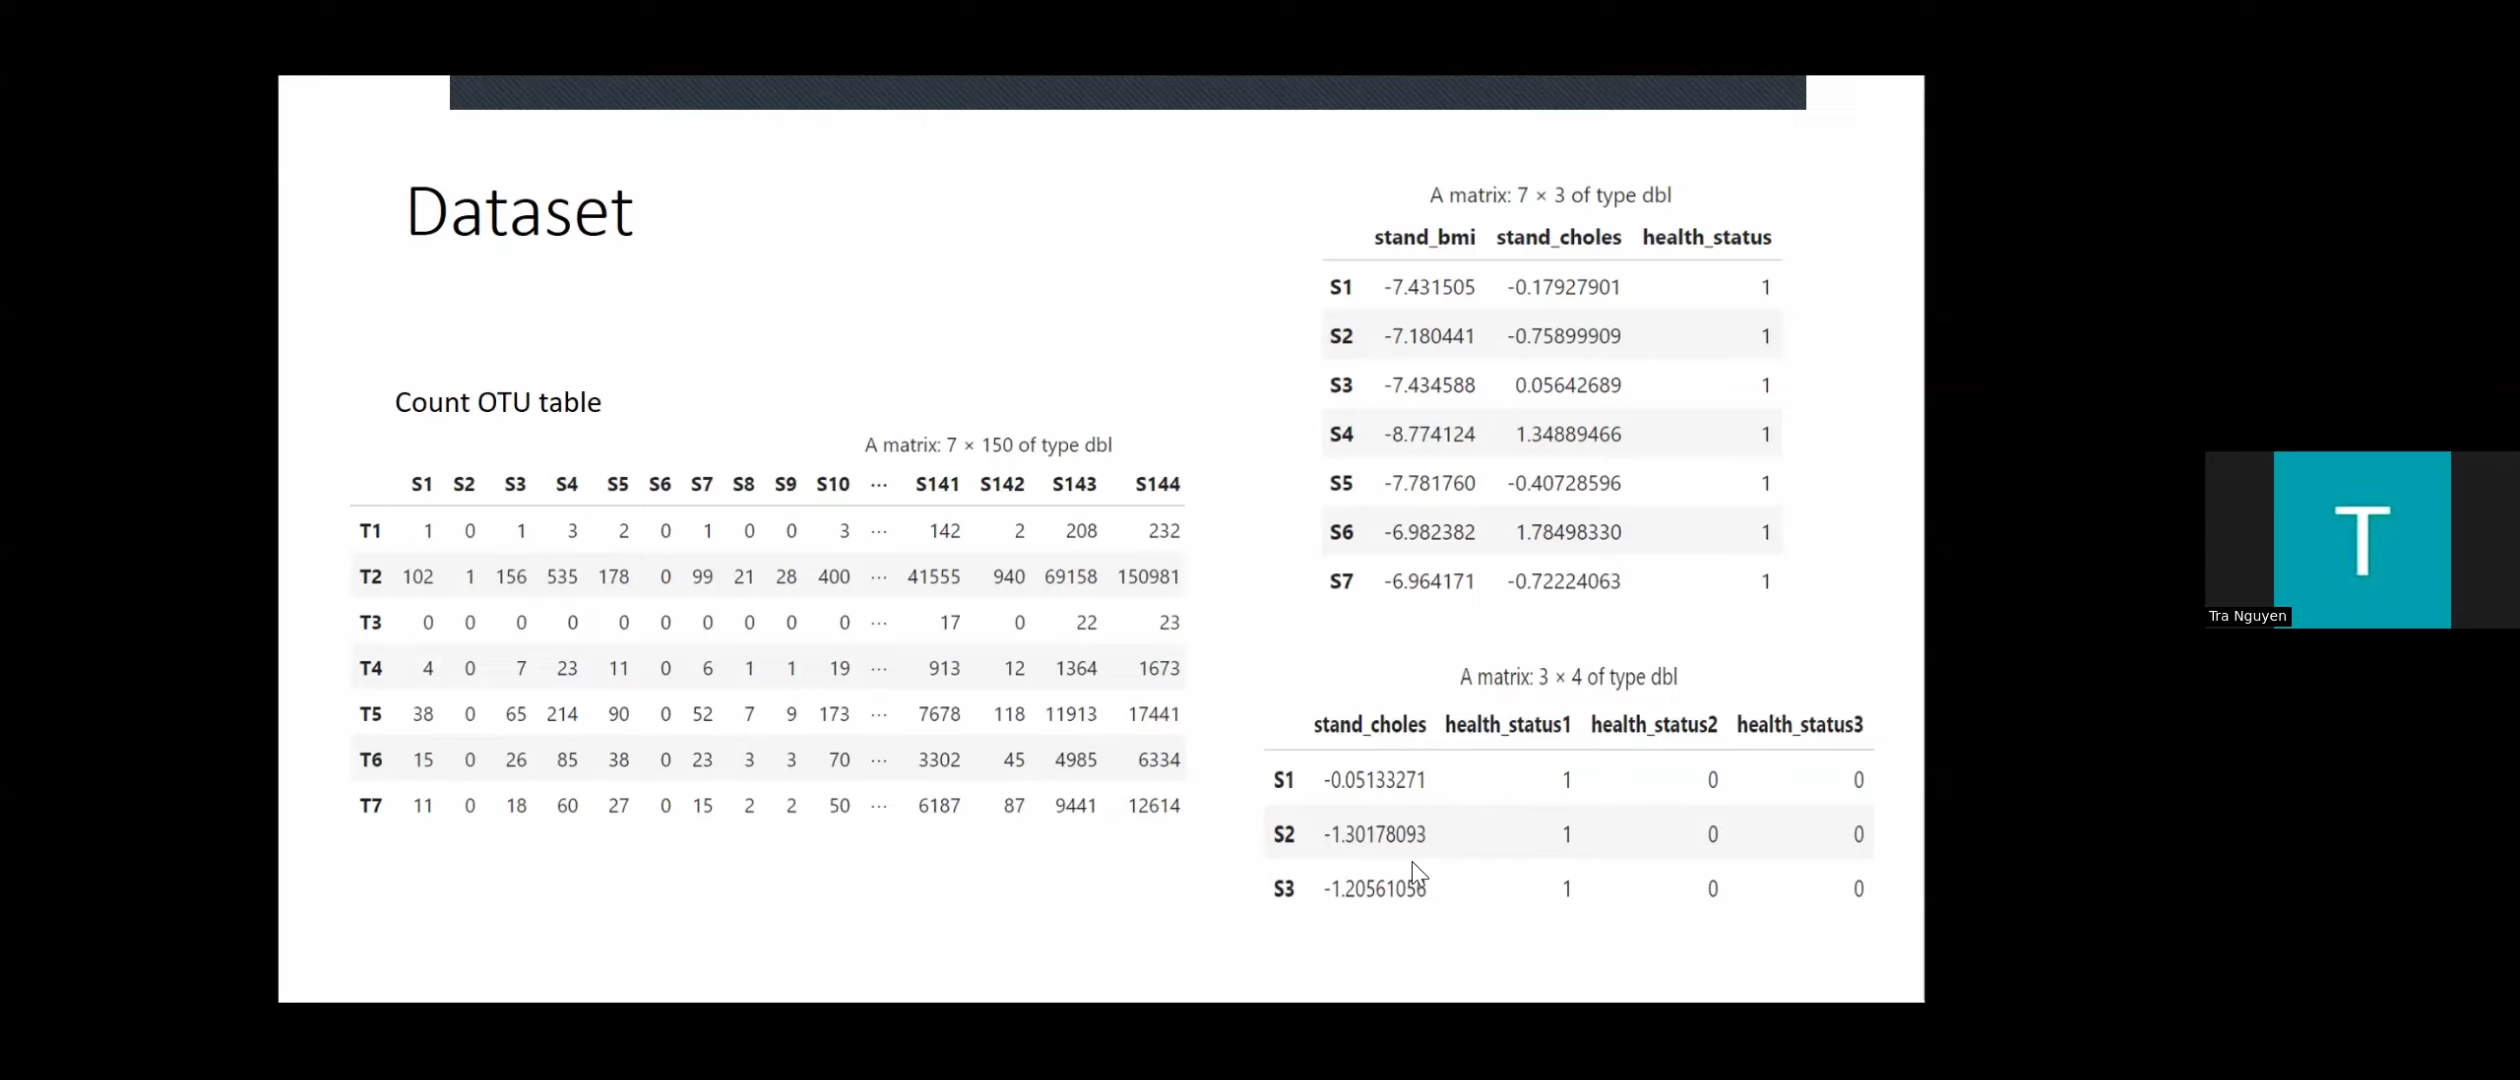 Dataset
Count OTU table
A matrix: 7 × 150 of type dbl
S1 S2 S3 S4 S5 S6 S7 S8 S9 S10 ... S141 S142 S143 S144
T1 1 0 1 3 2 0 1 0 0 3 ... 142 2 208 232
T2 102 1 156 535 178 0 99 21 28 400 ... 41555 940 69158 150981
T3 0 0 0 0 0 0 0 0 0 0 ... 17 0 22 23
T4 4 0 7 23 11 0 6 1 1 19 ... 913 12 1364 1673
T5 38 0 65 214 90 0 52 7 9 173 ... 7678 118 11913 17441
T6 15 0 26 85 38 0 23 3 3 70 ... 3302 45 4985 6334
T7 11 0 18 60 27 0 15 2 2 50 ... 6187 87 9441 12614
A matrix: 7 × 3 of type dbl
stand_bmi stand_choles health_status
S1 -7.431505 -0.17927901 1
S2 -7.180441 -0.75899909 1
S3 -7.434588 0.05642689 1
S4 -8.774124 1.34889466 1
S5 -7.781760 -0.40728596 1
S6 -6.982382 1.78498330 1
S7 -6.964171 -0.72224063 1
A matrix: 3 × 4 of type dbl
stand_choles health_status1 health_status2 health_status3
S1 -0.05133271 1 0 0
S2 -1.30178093 1 0 0
S3 -1.20561056 1 0 0
T
Tra Nguyen